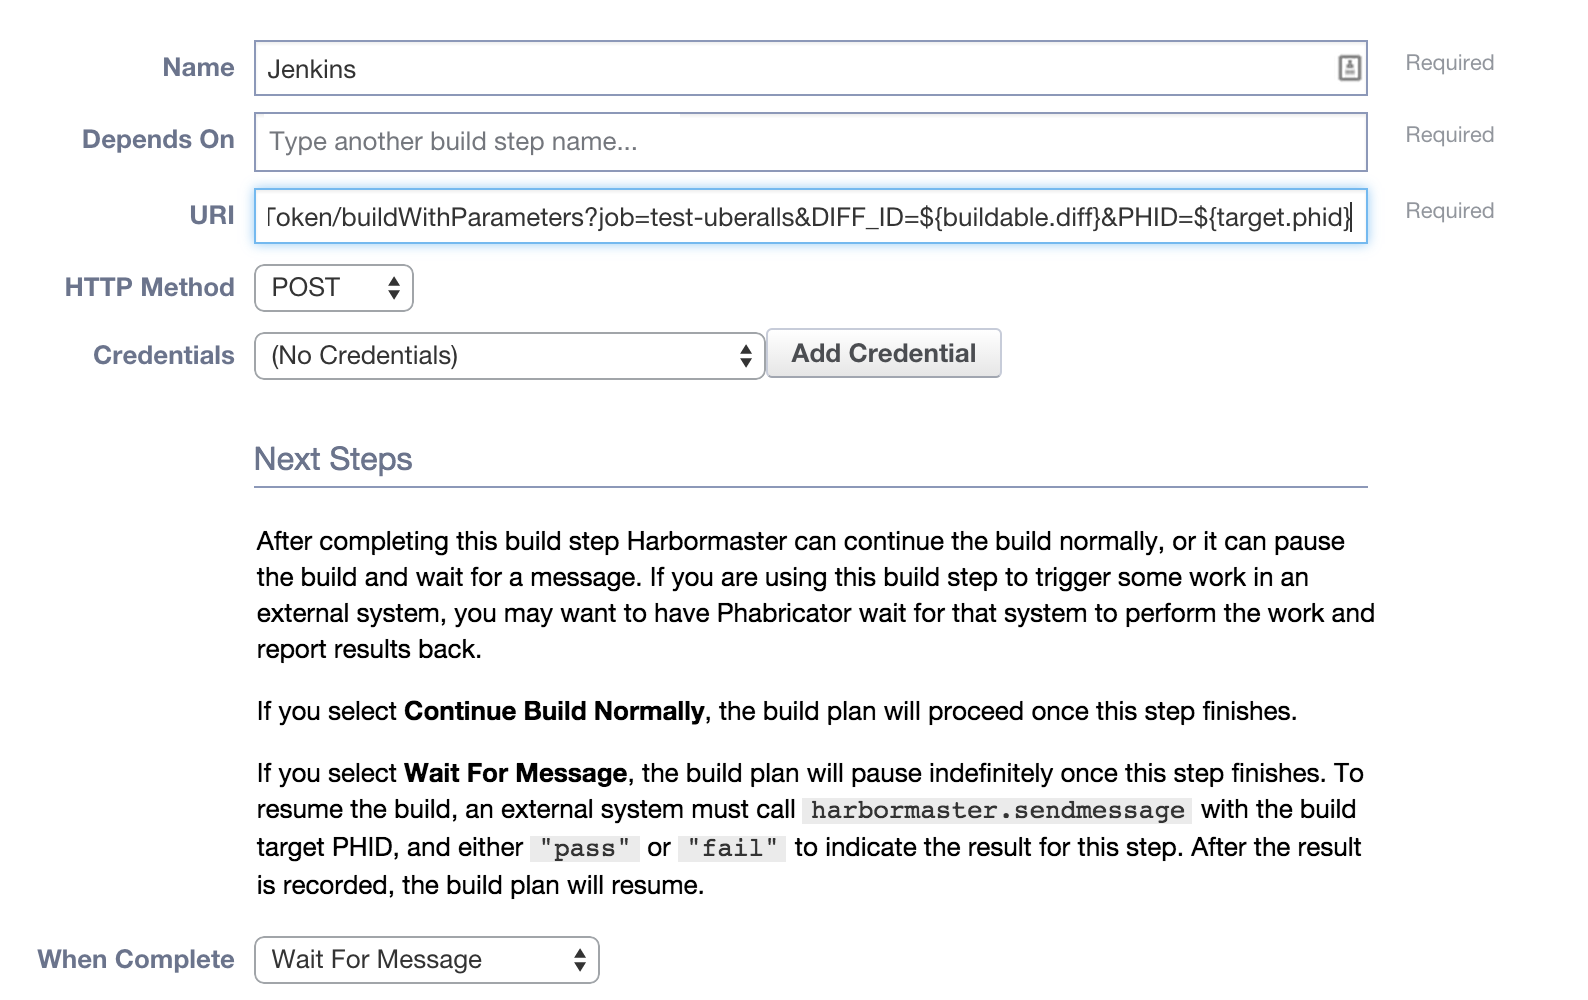 Name Jenkins Required
Depends On Type another build step name... Required
URI Token/buildWithParameters?job=test-uberalls&DIFF_ID=${buildable.diff}&PHID=${target.phid} Required
HTTP Method POST
Credentials (No Credentials) Add Credential
Next Steps
After completing this build step Harbormaster can continue the build normally, or it can pause
the build and wait for a message. If you are using this build step to trigger some work in an
external system, you may want to have Phabricator wait for that system to perform the work and
report results back.
If you select Continue Build Normally, the build plan will proceed once this step finishes.
If you select Wait For Message, the build plan will pause indefinitely once this step finishes. To
resume the build, an external system must call harbormaster.sendmessage with the build
target PHID, and either "pass" or "fail" to indicate the result for this step. After the result
is recorded, the build plan will resume.
When Complete Wait For Message